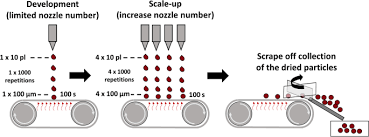 Development
(limited nozzle number)
1 x 10 pl
1 x 1000
repetitions
1 x 100 µm
100 s
Scale-up
(increase nozzle number)
4 x 10 pl
4 x 1000
repetitions
4 x 100 µm
100 s
Scrape off collection
of the dried particles